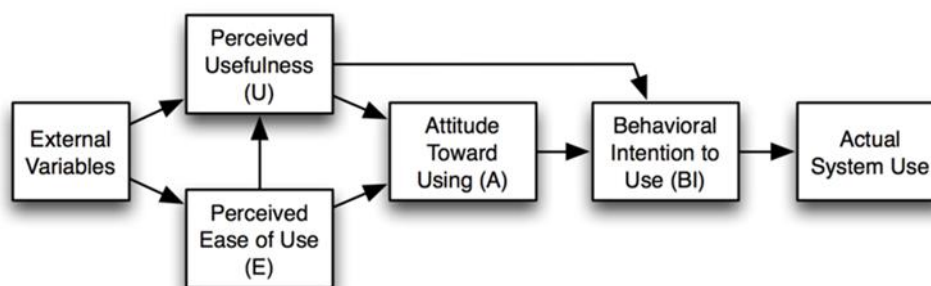 Perceived
Usefulness
(U)
External
Variables
Perceived
Ease of Use
(E)
Attitude
Toward
Using (A)
Behavioral
Intention to
Use (BI)
Actual
System Use